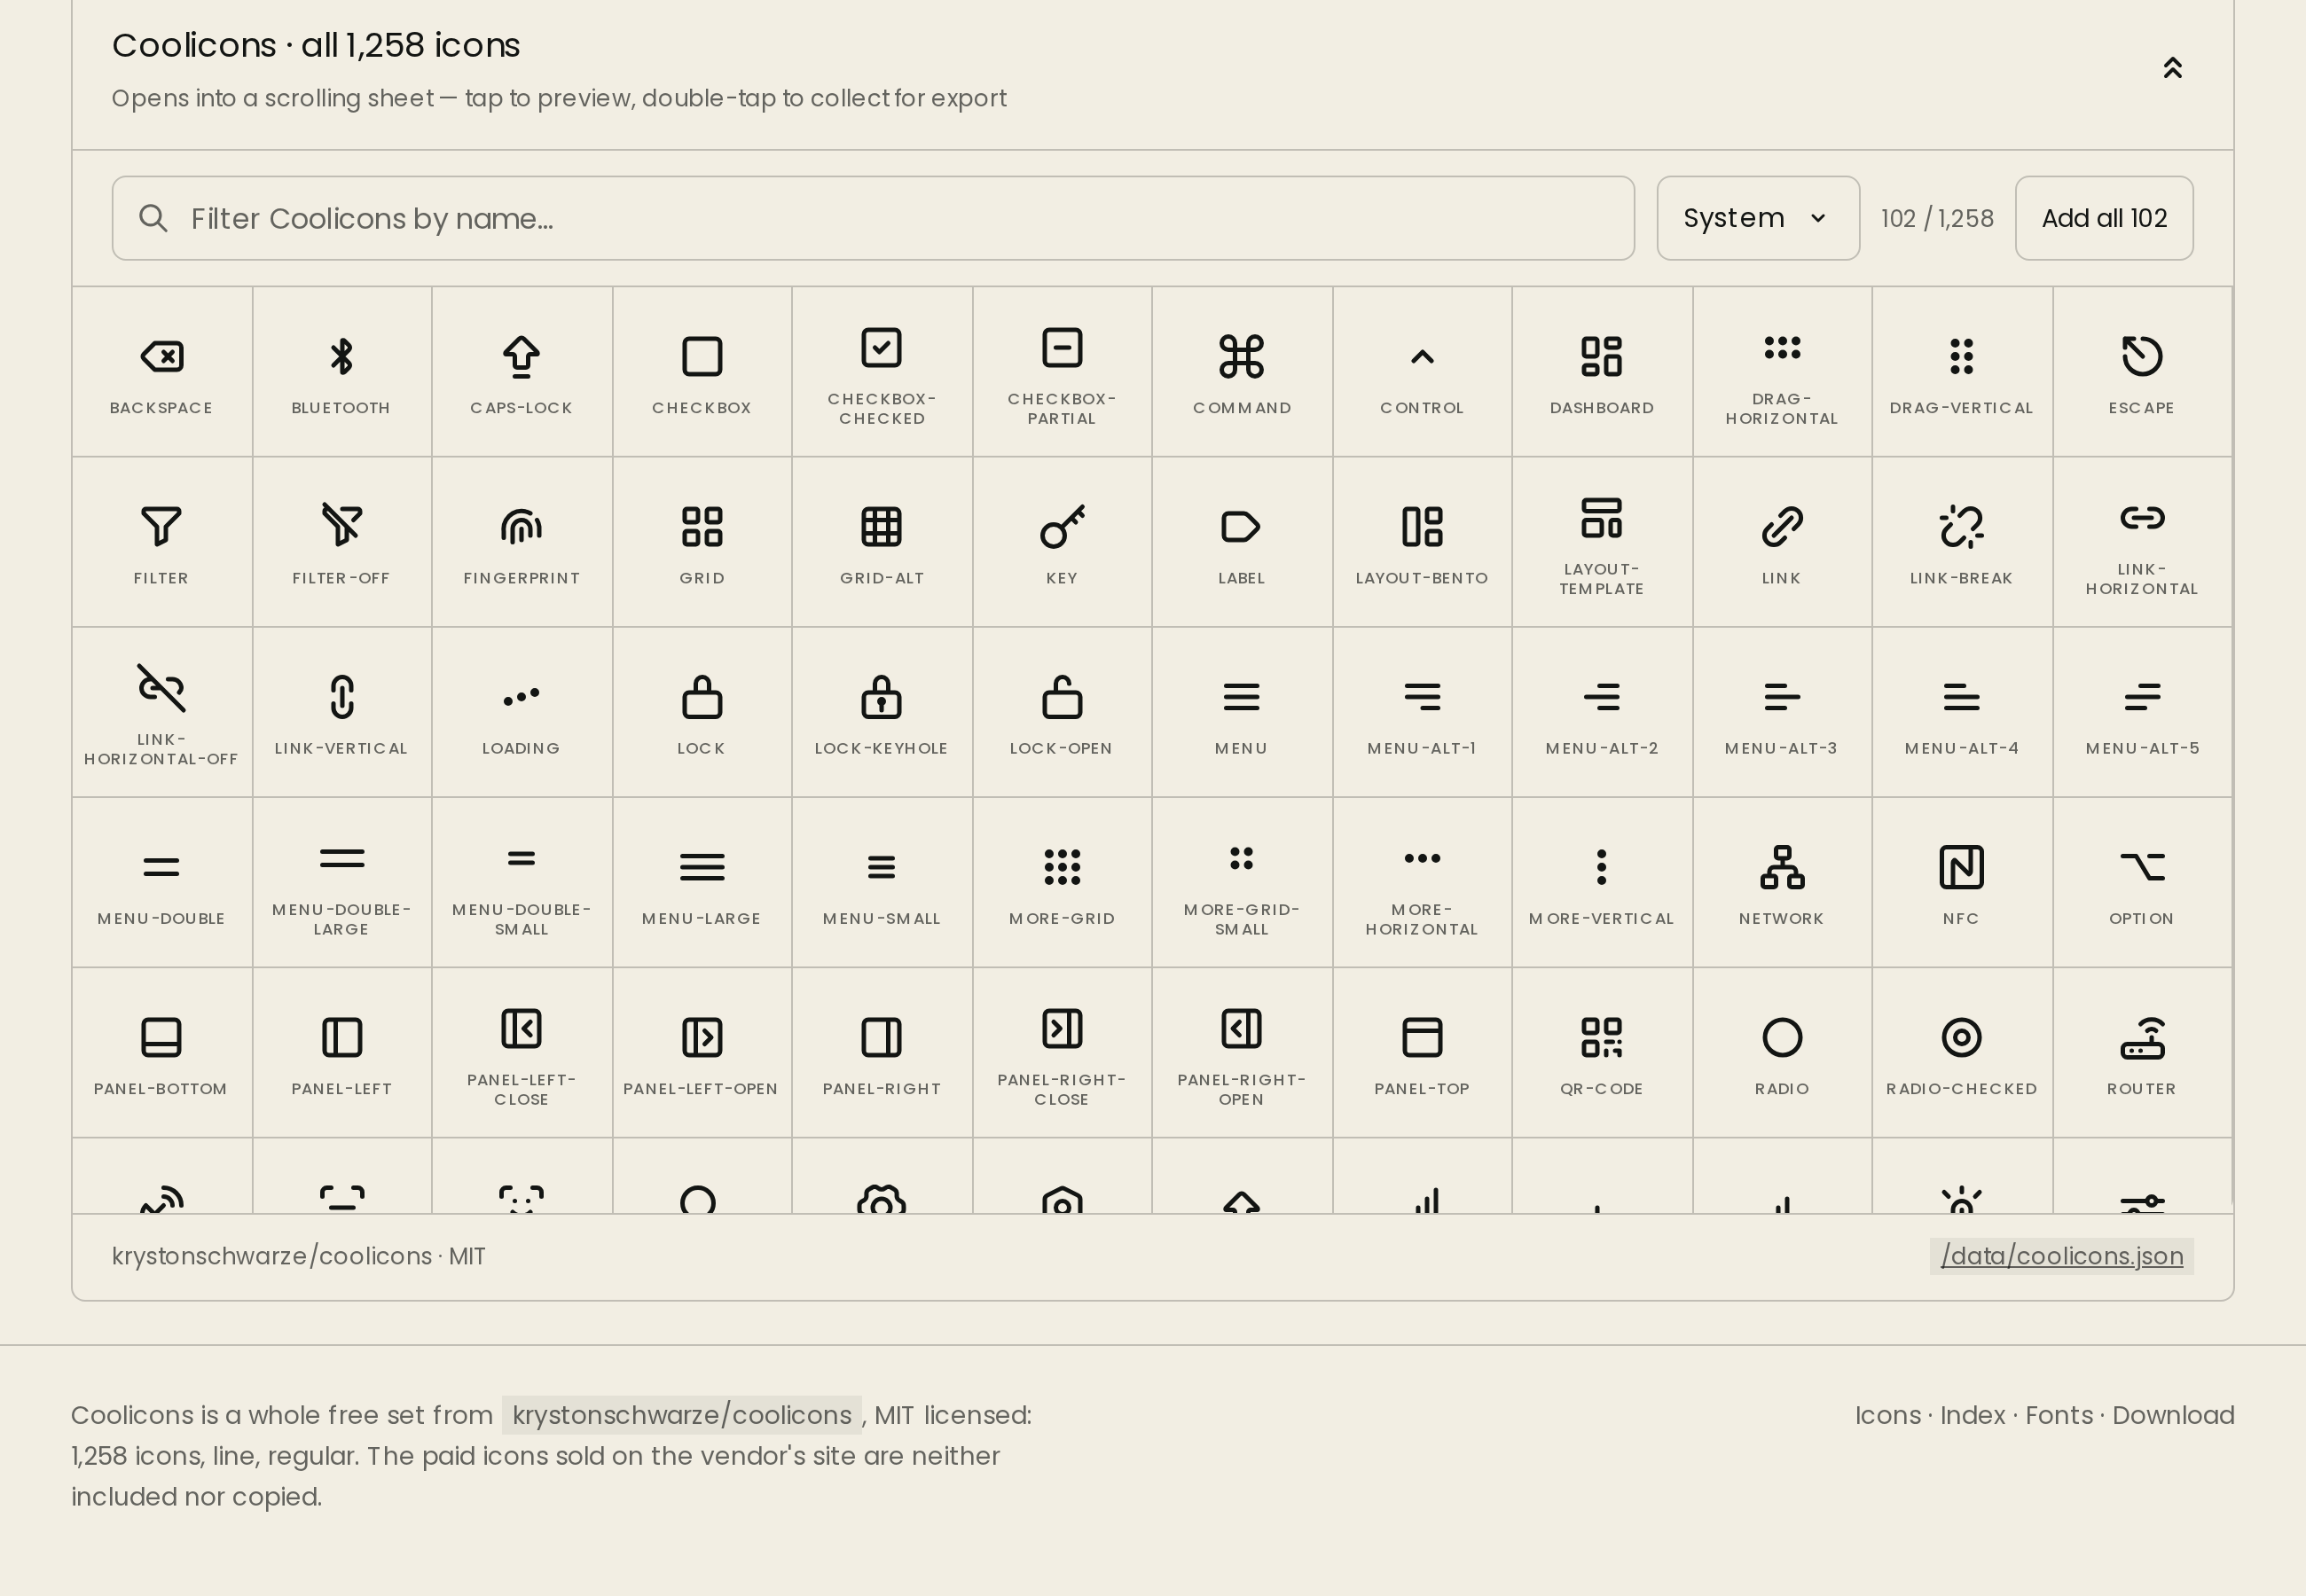 Coolicons · all 1,258 icons
Opens into a scrolling sheet — tap to preview, double-tap to collect for export
Filter Coolicons by name...
System
102 / 1,258
Add all 102
BACKSPACE
BLUETOOTH
CAPS-LOCK
CHECKBOX
CHECKBOX-
CHECKED
CHECKBOX-
PARTIAL
COMMAND
CONTROL
DASHBOARD
DRAG-
HORIZONTAL
DRAG-VERTICAL
ESCAPE
FILTER
FILTER-OFF
FINGERPRINT
GRID
GRID-ALT
KEY
LABEL
LAYOUT-BENTO
LAYOUT-
TEMPLATE
LINK
LINK-BREAK
LINK-
HORIZONTAL
LINK-
HORIZONTAL-OFF
LINK-VERTICAL
LOADING
LOCK
LOCK-KEYHOLE
LOCK-OPEN
MENU
MENU-ALT-1
MENU-ALT-2
MENU-ALT-3
MENU-ALT-4
MENU-ALT-5
MENU-DOUBLE
MENU-DOUBLE-
LARGE
MENU-DOUBLE-
SMALL
MENU-LARGE
MENU-SMALL
MORE-GRID
MORE-GRID-
SMALL
MORE-
HORIZONTAL
MORE-VERTICAL
NETWORK
NFC
OPTION
PANEL-BOTTOM
PANEL-LEFT
PANEL-LEFT-
CLOSE
PANEL-LEFT-OPEN
PANEL-RIGHT
PANEL-RIGHT-
CLOSE
PANEL-RIGHT-
OPEN
PANEL-TOP
QR-CODE
RADIO
RADIO-CHECKED
ROUTER
krystonschwarze/coolicons · MIT
/data/coolicons.json
Coolicons is a whole free set from krystonschwarze/coolicons , MIT licensed:
1,258 icons, line, regular. The paid icons sold on the vendor's site are neither
included nor copied.
Icons · Index · Fonts · Download